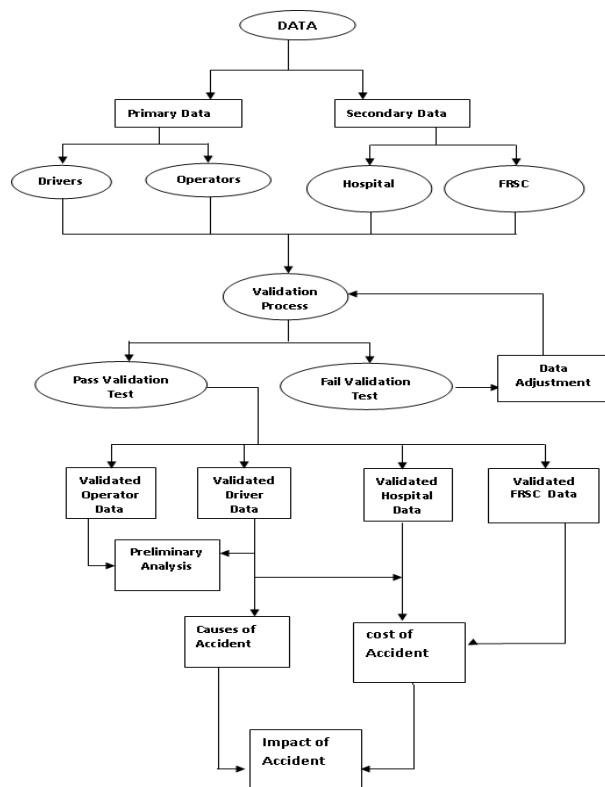 DATA
Primary Data
Secondary Data
Drivers
Operators
Hospital
FRSC
Validation
Process
Pass Validation
Test
Fail Validation
Test
Data
Adjustment
Validated
Operator
Data
Validated
Driver
Data
Validated
Hospital
Data
Validated
FRSC Data
Preliminary
Analysis
Causes of
Accident
cost of
Accident
Impact of
Accident